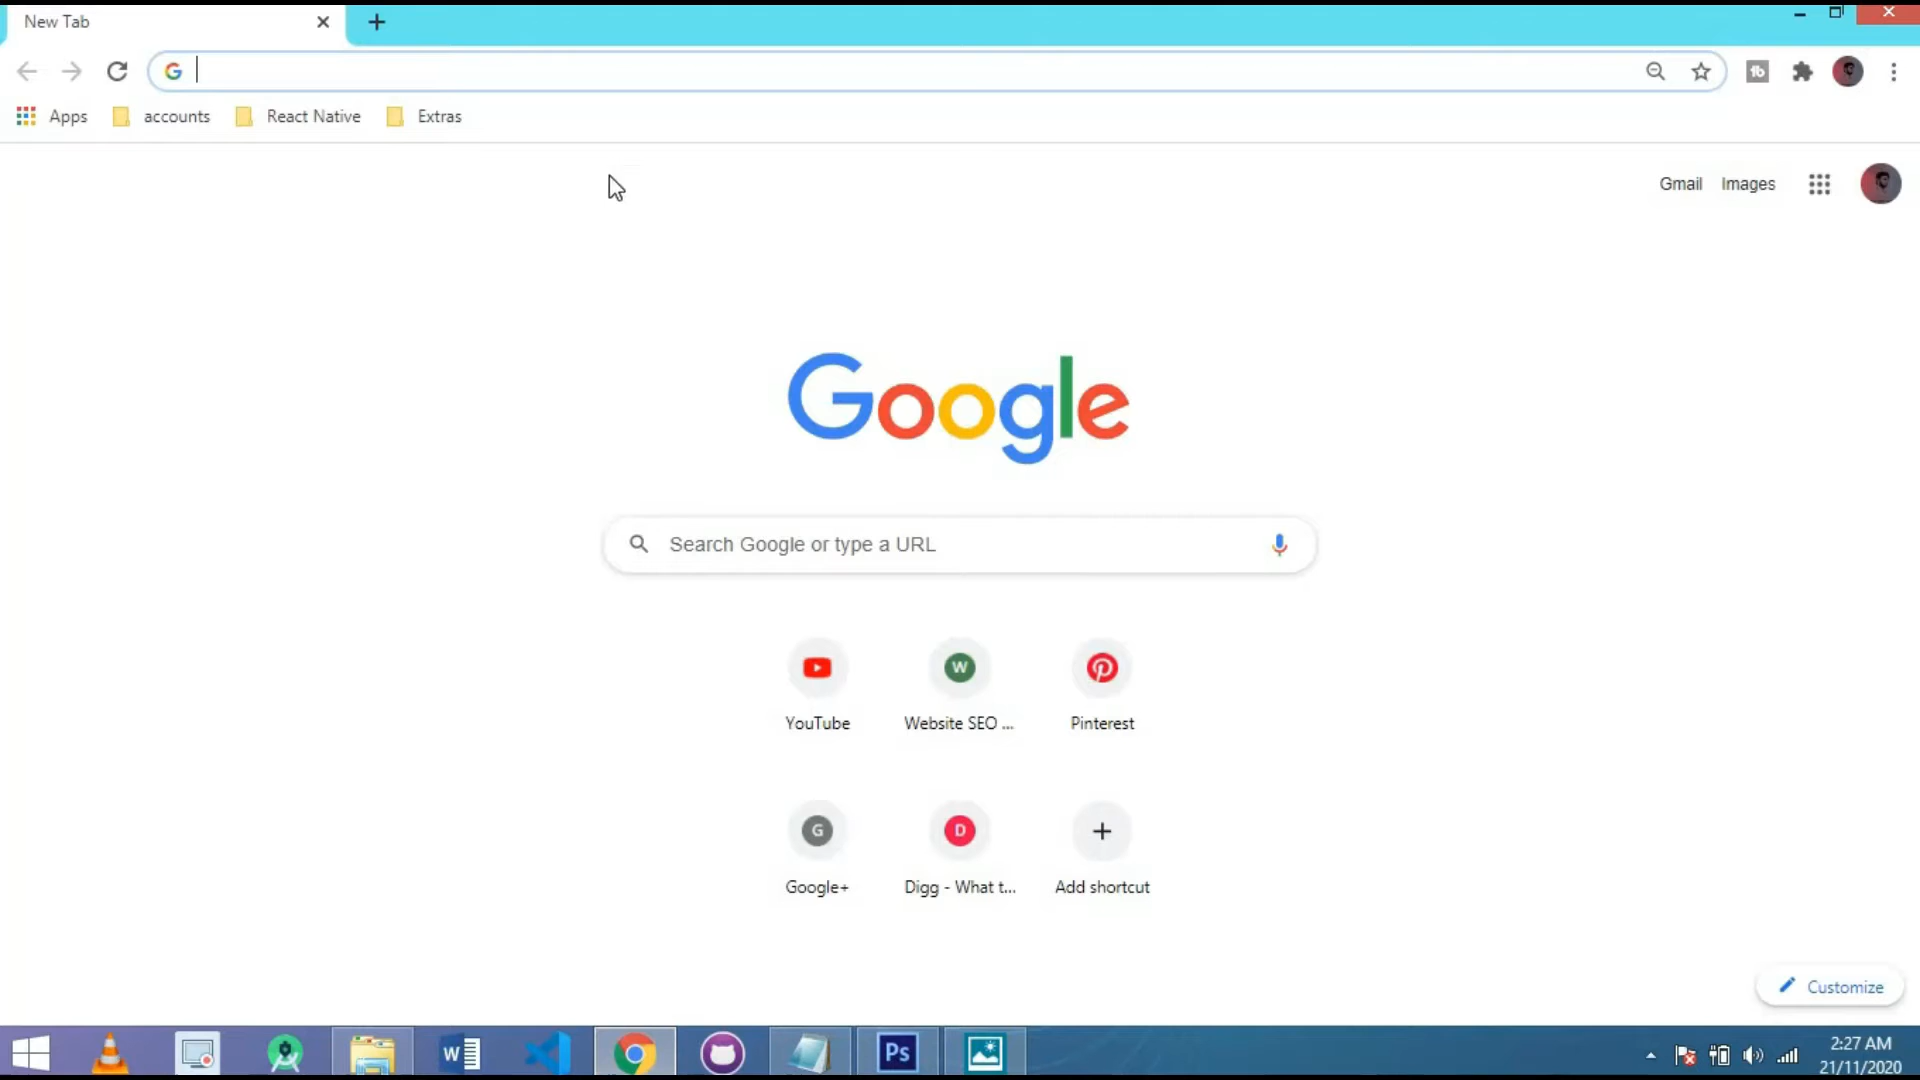 New Tab
Apps accounts React Native Extras
Gmail Images
Google
Search Google or type a URL
YouTube Website SEO ... Pinterest
G D
Google+ Digg - What t... Add shortcut
Customize
W Ps
2:27 AM
21/11/2020